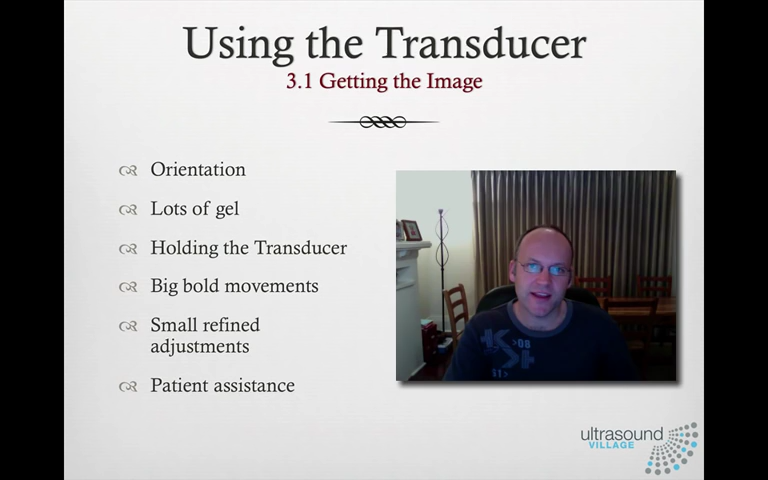 Using the Transducer
3.1 Getting the Image
Orientation
Lots of gel
Holding the Transducer
Big bold movements
Small refined
adjustments
Patient assistance
ultrasound
VILLAGE